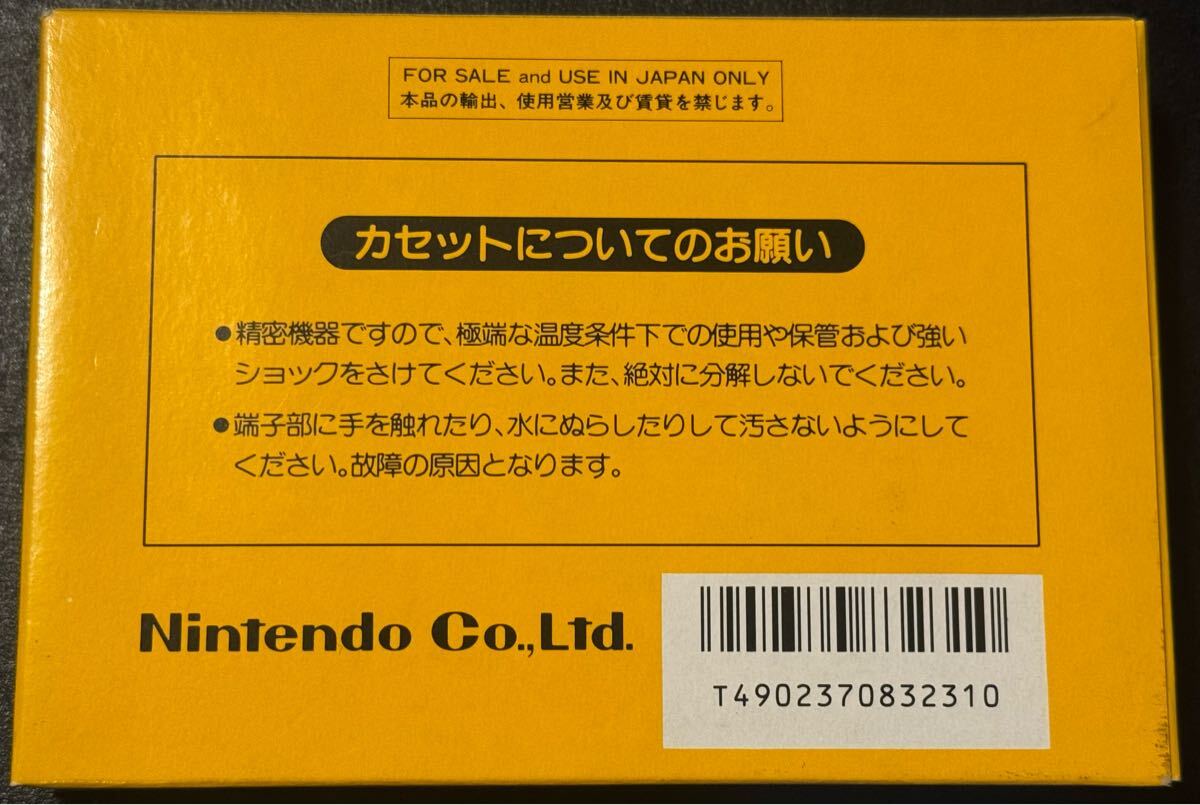 FOR SALE and USE IN JAPAN ONLY
本品の輸出、使用営業及び賃貸を禁じます。
カセットについてのお願い
●精密機器ですので、極端な温度条件下での使用や保管および強い
ショックをさけてください。また、絶対に分解しないでください。
●端子部に手を触れたり、水にぬらしたりして汚さないようにして
ください。故障の原因となります。
Nintendo Co.,Ltd.
T4902370832310